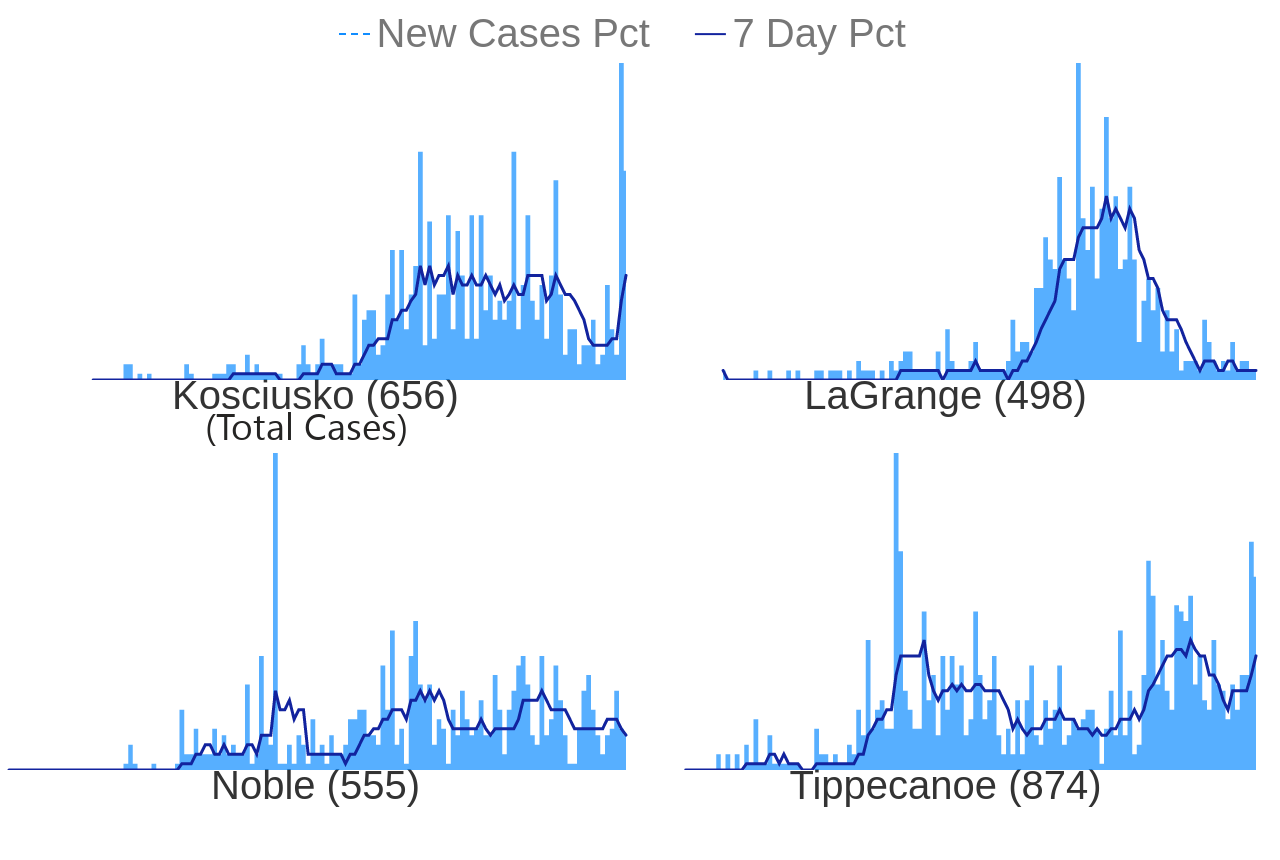 New Cases Pct 7 Day Pct
Kosciusko (656)
(Total Cases)
LaGrange (498)
Noble (555)
Tippecanoe (874)